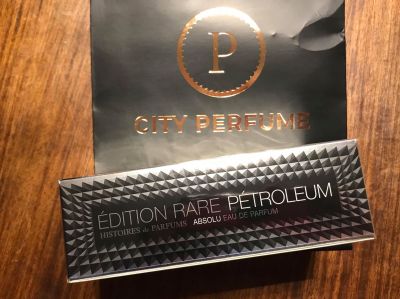 P
CITY PERFUME
ÉDITION RARE PÉTROLEUM
HISTOIRES de PARFUMS ABSOLU EAU DE PARFUM